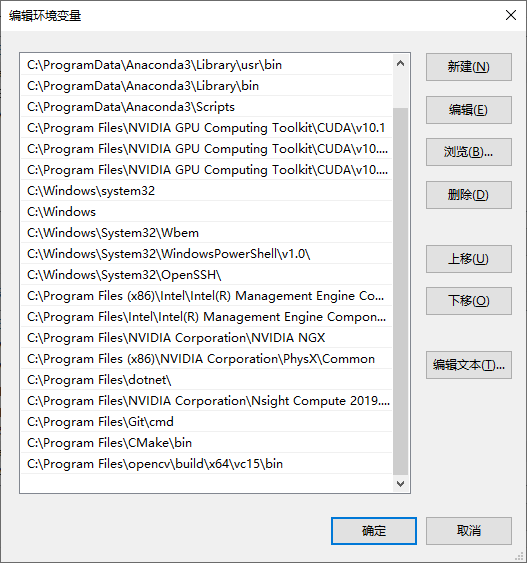 编辑环境变量
C:\ProgramData\Anaconda3\Library\usr\bin
C:\ProgramData\Anaconda3\Library\bin
C:\ProgramData\Anaconda3\Scripts
C:\Program Files\NVIDIA GPU Computing Toolkit\CUDA\v10.1
C:\Program Files\NVIDIA GPU Computing Toolkit\CUDA\v10....
C:\Program Files\NVIDIA GPU Computing Toolkit\CUDA\v10....
C:\Windows\system32
C:\Windows
C:\Windows\System32\Wbem
C:\Windows\System32\WindowsPowerShell\v1.0\
C:\Windows\System32\OpenSSH\
C:\Program Files (x86)\Intel\Intel(R) Management Engine Co...
C:\Program Files\Intel\Intel(R) Management Engine Compon...
C:\Program Files\NVIDIA Corporation\NVIDIA NGX
C:\Program Files (x86)\NVIDIA Corporation\PhysX\Common
C:\Program Files\dotnet\
C:\Program Files\NVIDIA Corporation\Nsight Compute 2019....
C:\Program Files\Git\cmd
C:\Program Files\CMake\bin
C:\Program Files\opencv\build\x64\vc15\bin
新建(N)
编辑(E)
浏览(B)...
删除(D)
上移(U)
下移(O)
编辑文本(T)...
确定
取消